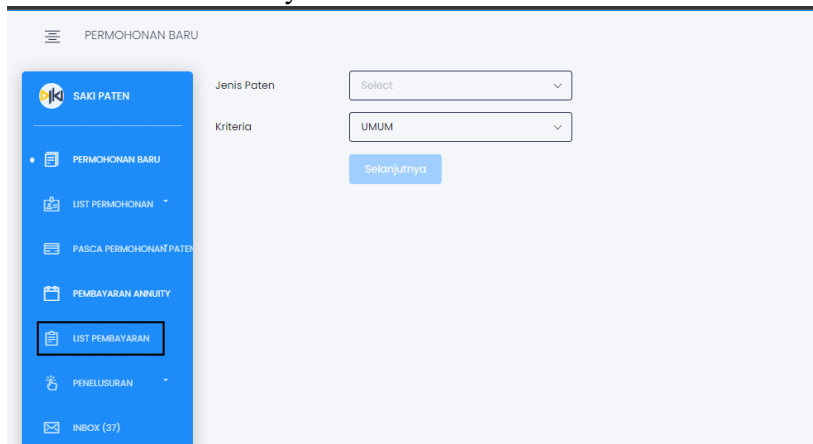 PERMOHONAN BARU
SAKI PATEN
Jenis Paten
Select
Kriteria
UMUM
Selanjutnya
PERMOHONAN BARU
LIST PERMOHONAN
PASCA PERMOHONAN PATEN
PEMBAYARAN ANNUITY
LIST PEMBAYARAN
PENELUSURAN
INBOX (37)